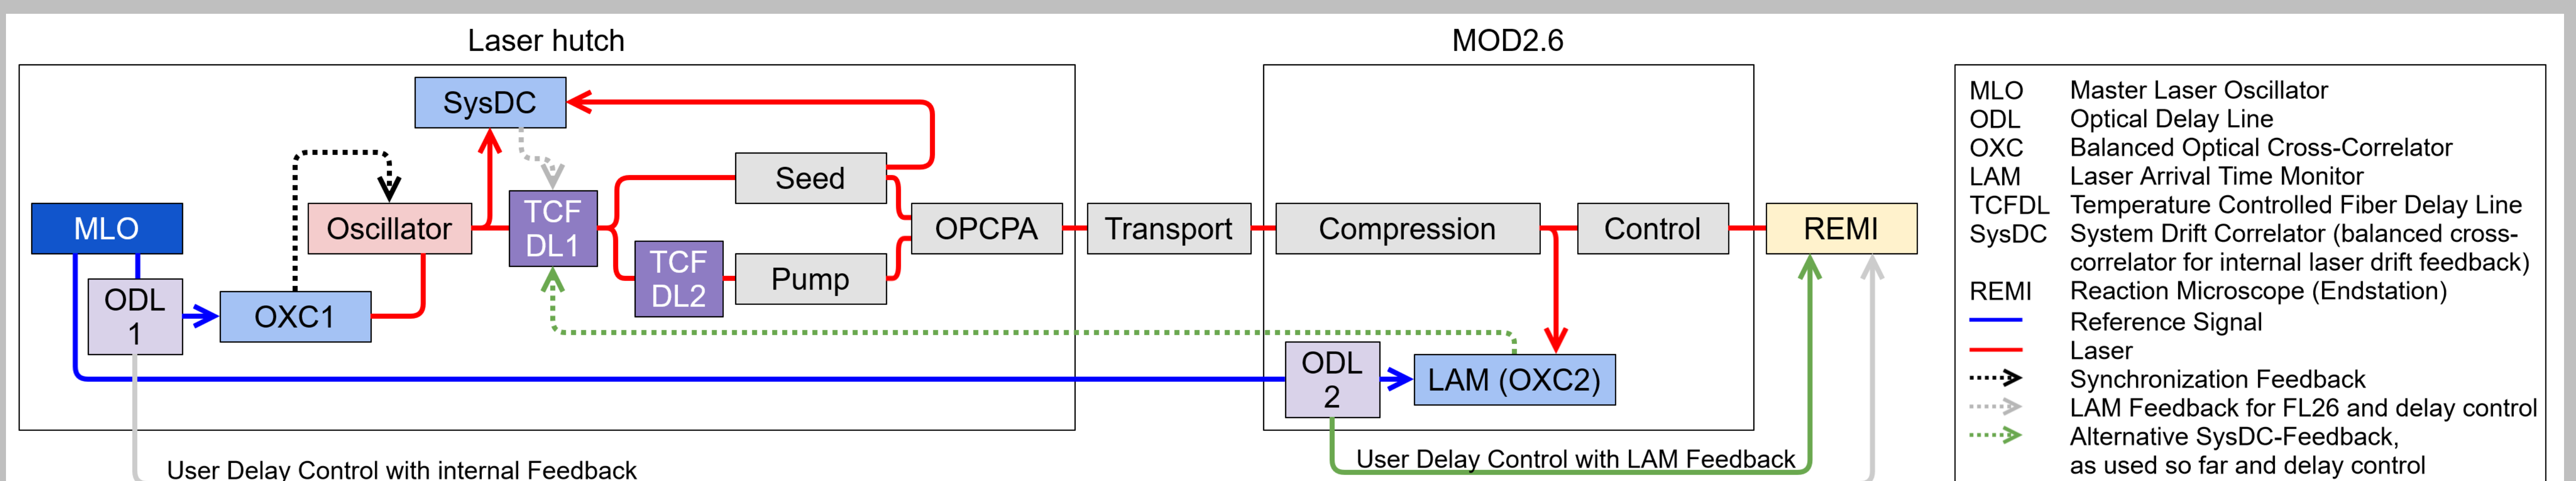 Laser hutch
MOD2.6
SysDC
Seed
MLO
Oscillator
TCF
DL1
OPCPA
Transport
Compression
Control
REMI
TCF
DL2
Pump
ODL
1
OXC1
ODL
2
LAM (OXC2)
User Delay Control with internal Feedback
User Delay Control with LAM Feedback
MLO Master Laser Oscillator
ODL Optical Delay Line
OXC Balanced Optical Cross-Correlator
LAM Laser Arrival Time Monitor
TCFDL Temperature Controlled Fiber Delay Line
SysDC System Drift Correlator (balanced cross-
correlator for internal laser drift feedback)
REMI Reaction Microscope (Endstation)
Reference Signal
Laser
Synchronization Feedback
LAM Feedback for FL26 and delay control
Alternative SysDC-Feedback,
as used so far and delay control